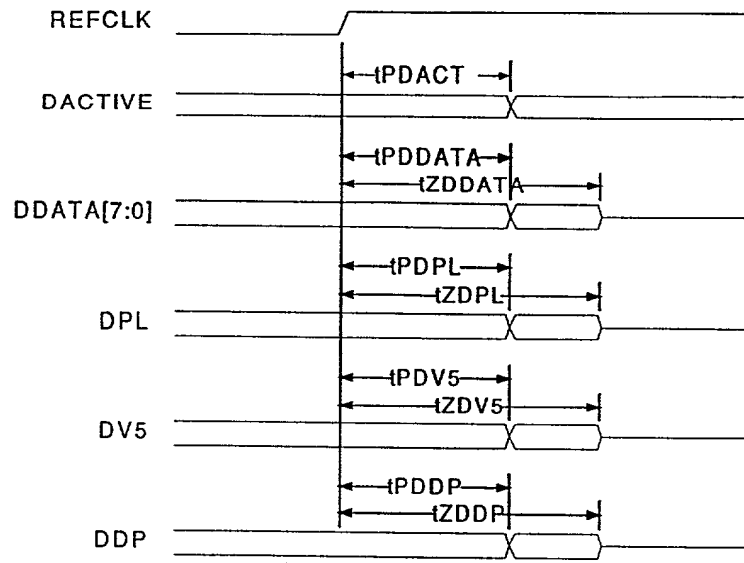 REFCLK
tPDACT
DACTIVE
tPDDATA
tZDDATA
DDATA[7:0]
tPDPL
tZDPL
DPL
tPDV5
tZDV5
DV5
tPDDP
tZDDP
DDP